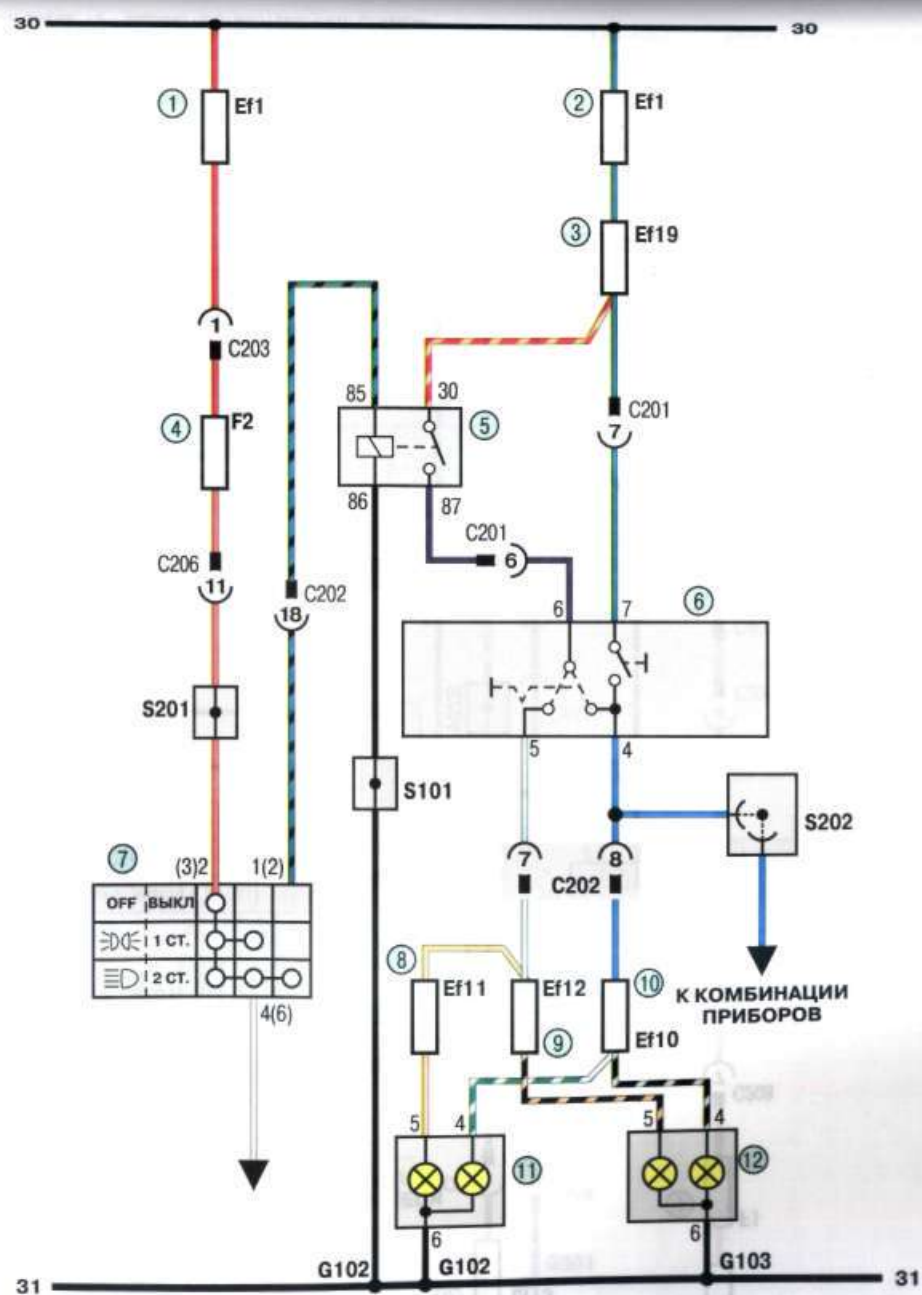 30 30
1 Ef1 2 Ef1
3 Ef19
1
C203
85 30 C201
4 F2 5 7
86 87
C206 C201
11 C202 6
18 6 7 6
S201
5 4
S101 S202
7 (3)2 1(2) 7 8
C202
OFF ВЫКЛ
1 СТ.
2 СТ.
8 10
4(6) Ef11 Ef12 К КОМБИНАЦИИ
ПРИБОРОВ
9 Ef10
5 4 5 4
11 12
6 6
G102 G102 G103
31 31